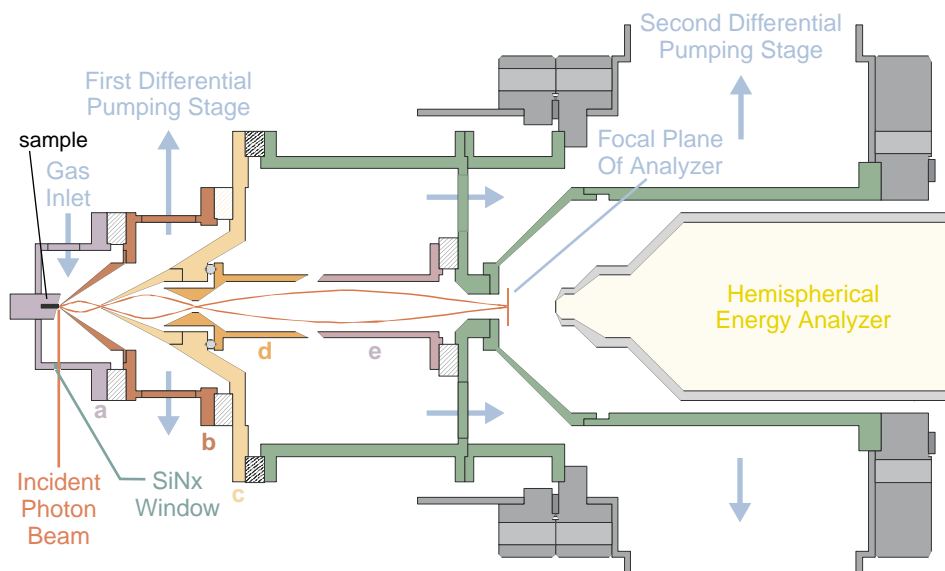 Second Differential
Pumping Stage
First Differential
Pumping Stage
sample
Gas
Inlet
Focal Plane
Of Analyzer
Hemispherical
Energy Analyzer
d
e
a
b
c
Incident
Photon
Beam
SiNx
Window